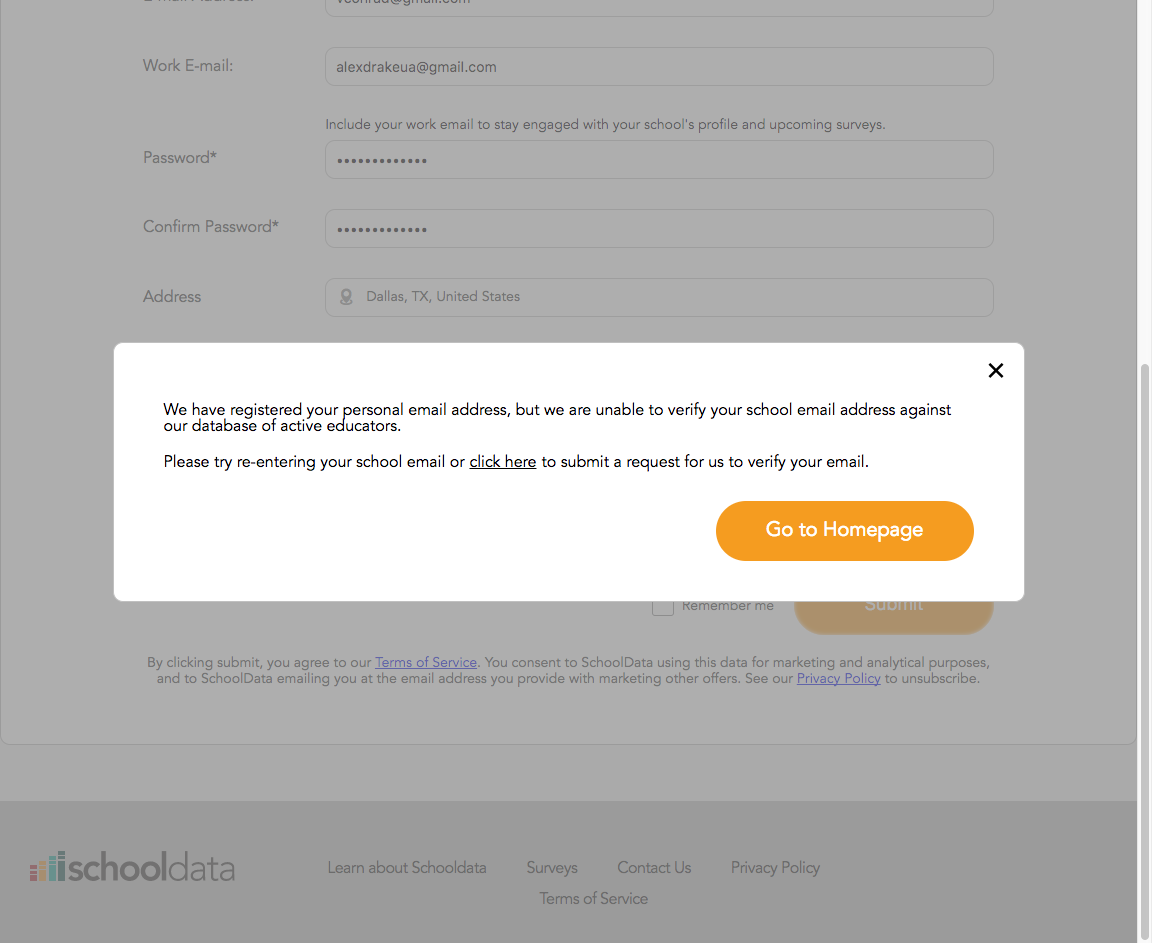 Work E-mail:
alexdrakeua@gmail.com
Include your work email to stay engaged with your school's profile and upcoming surveys.
Password*
•••••••••••••
Confirm Password*
•••••••••••••
Address
Dallas, TX, United States
We have registered your personal email address, but we are unable to verify your school email address against
our database of active educators.
Please try re-entering your school email or click here to submit a request for us to verify your email.
Go to Homepage
Remember me
Submit
By clicking submit, you agree to our Terms of Service. You consent to SchoolData using this data for marketing and analytical purposes,
and to SchoolData emailing you at the email address you provide with marketing other offers. See our Privacy Policy to unsubscribe.
schooldata
Learn about Schooldata
Surveys
Contact Us
Privacy Policy
Terms of Service